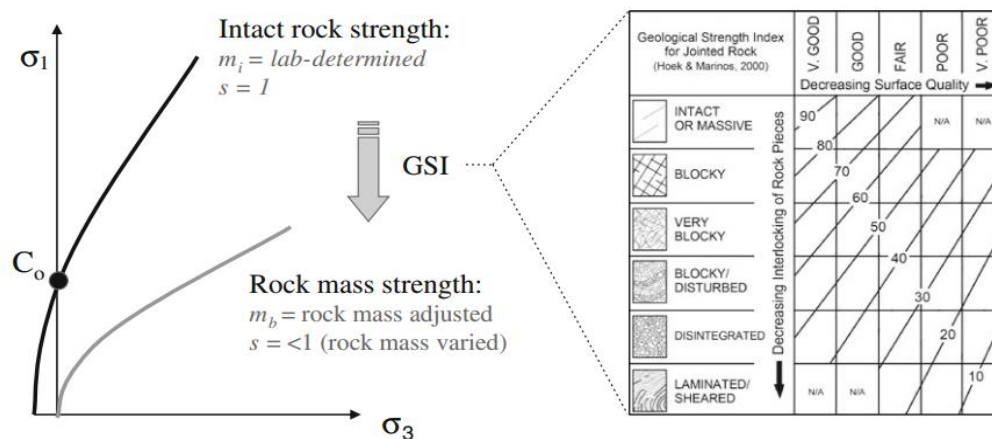 σ1
Intact rock strength:
mi = lab-determined
s = 1
GSI
Co
Rock mass strength:
mb = rock mass adjusted
s = <1 (rock mass varied)
σ3
Geological Strength Index
for Jointed Rock
(Hoek & Marinos, 2000)
V. GOOD
GOOD
FAIR
POOR
V. POOR
Decreasing Surface Quality
Decreasing Interlocking of Rock Pieces
INTACT
OR MASSIVE
BLOCKY
VERY
BLOCKY
BLOCKY/
DISTURBED
DISINTEGRATED
LAMINATED/
SHEARED
90
80
70
60
50
40
30
20
10
N/A
N/A
N/A
N/A